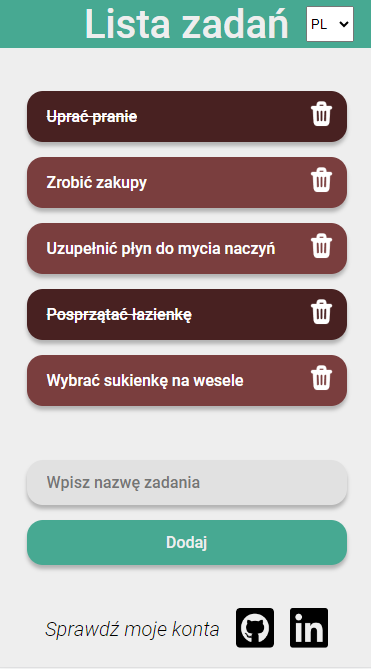 Lista zadań
PL
Uprać pranie
Zrobić zakupy
Uzupełnić płyn do mycia naczyń
Posprzątać łazienkę
Wybrać sukienkę na wesele
Wpisz nazwę zadania
Dodaj
Sprawdź moje konta
in